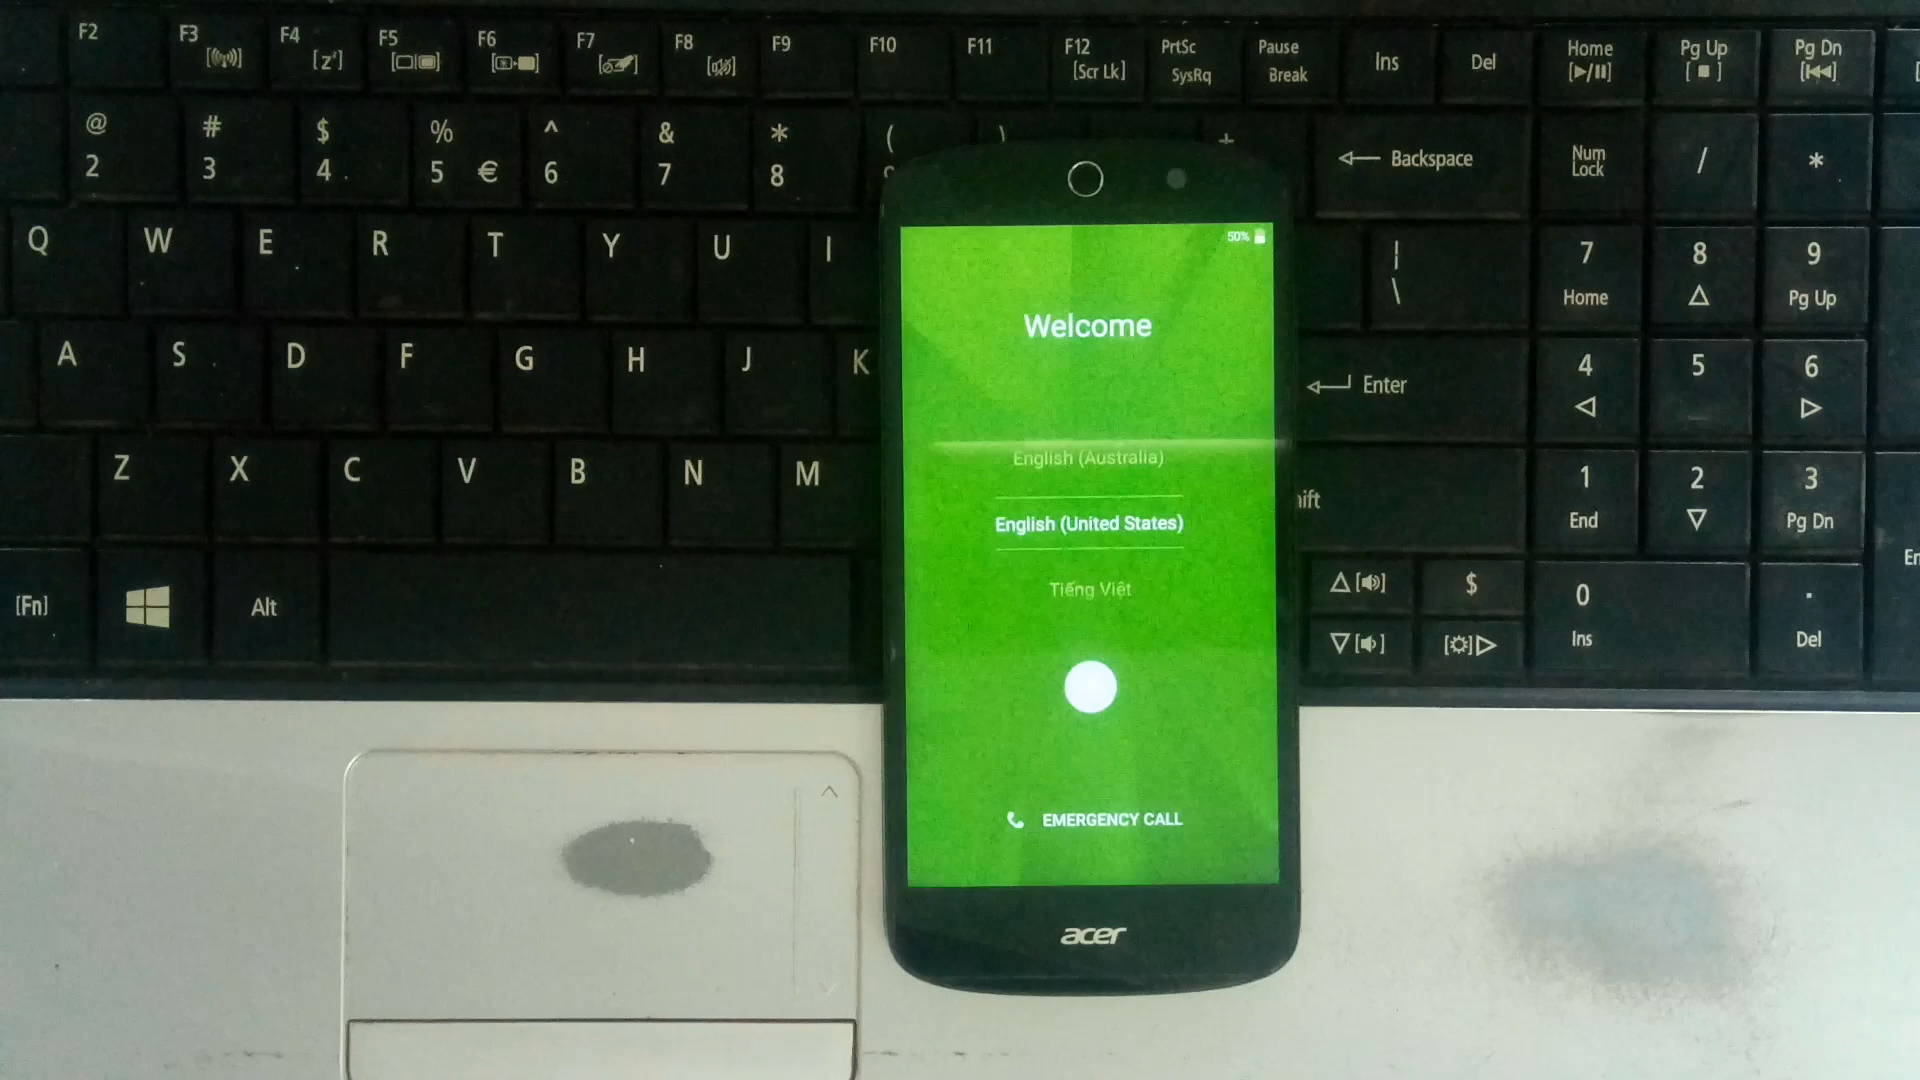 F2 F3 F4 F5 F6 F7 F8 F9 F10 F11 F12 PrtSc Pause Ins Del Home Pg Up Pg Dn
[z²] [Scr Lk] SysRq Break
@ # $ % ^ & * ( ) +
2 3 4 5 € 6 7 8 Backspace Num Lock / *
Q W E R T Y U I | \ 7 8 9
Home Pg Up
A S D F G H J K Enter 4 5 6
Z X C V B N M 1 2 3
End Pg Dn
[Fn] Alt $ 0 .
Ins Del
50%
Welcome
English (Australia)
English (United States)
Tiếng Việt
EMERGENCY CALL
acer